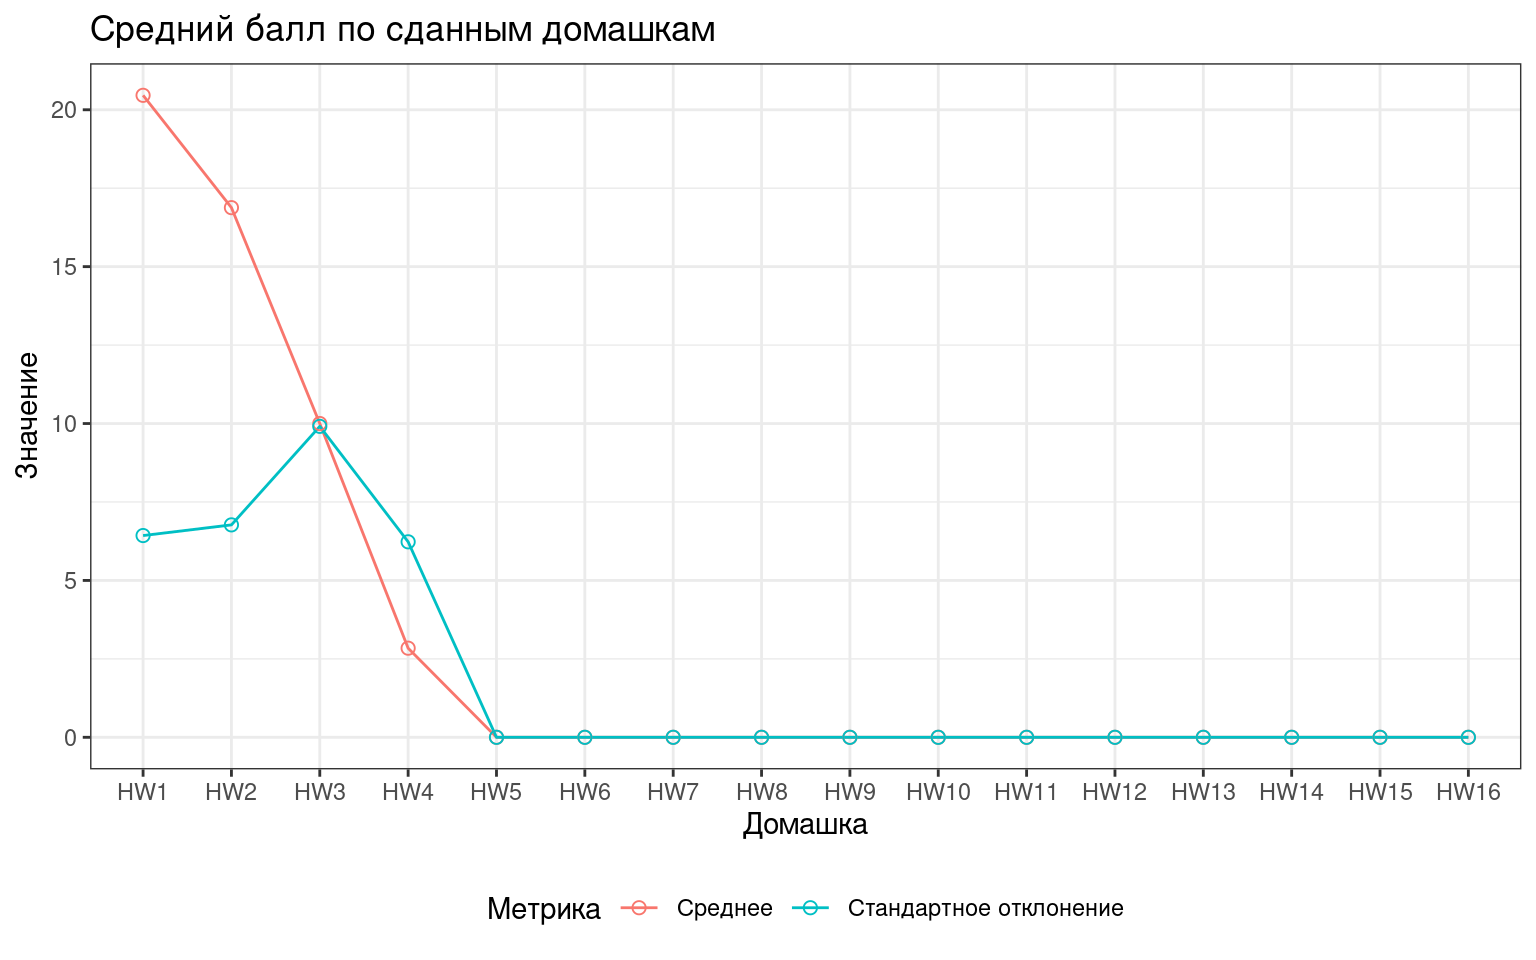 Средний балл по сданным домашкам
Значение
20
15
10
5
0
HW1 HW2 HW3 HW4 HW5 HW6 HW7 HW8 HW9 HW10 HW11 HW12 HW13 HW14 HW15 HW16
Домашка
Метрика Среднее Стандартное отклонение